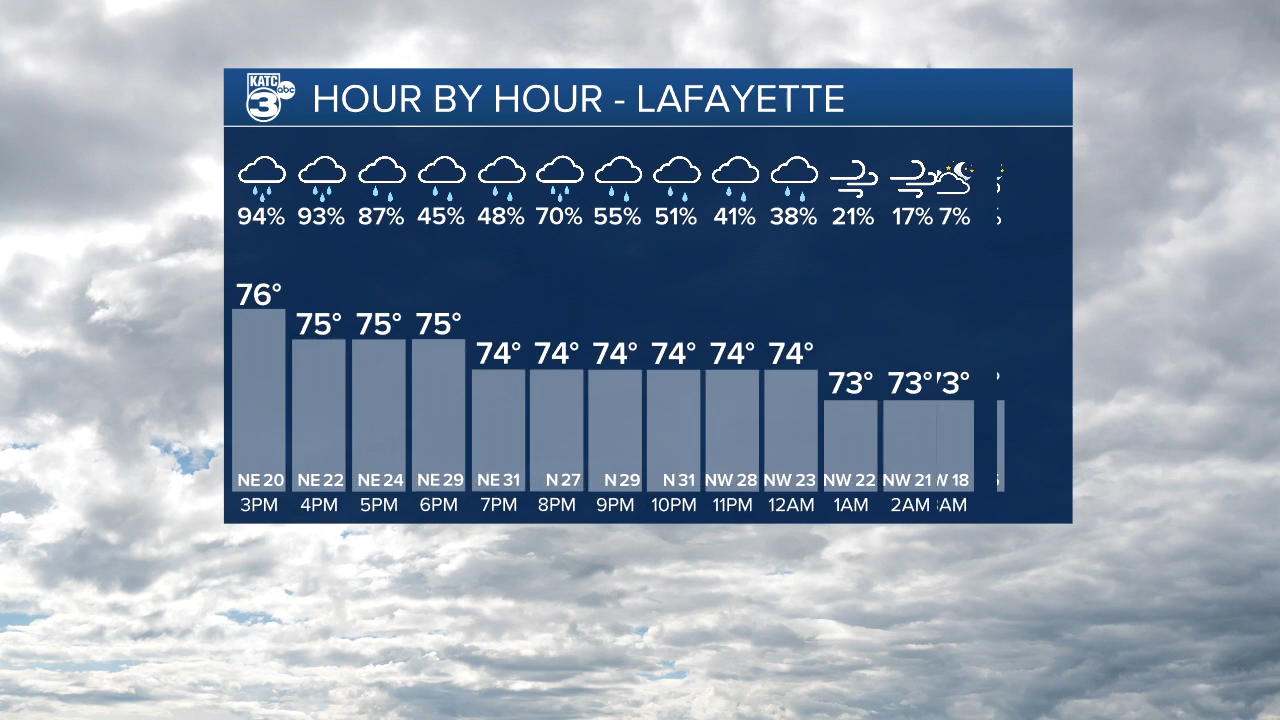 KATC
abc
3
HOUR BY HOUR - LAFAYETTE
94% 93% 87% 45% 48% 70% 55% 51% 41% 38% 21% 17% 7%
76°
75° 75° 75°
74° 74° 74° 74° 74° 74°
73° 73° 3°
NE 20 NE 22 NE 24 NE 29 NE 31 N 27 N 29 N 31 NW 28 NW 23 NW 22 NW 21 18
3PM 4PM 5PM 6PM 7PM 8PM 9PM 10PM 11PM 12AM 1AM 2AM AM